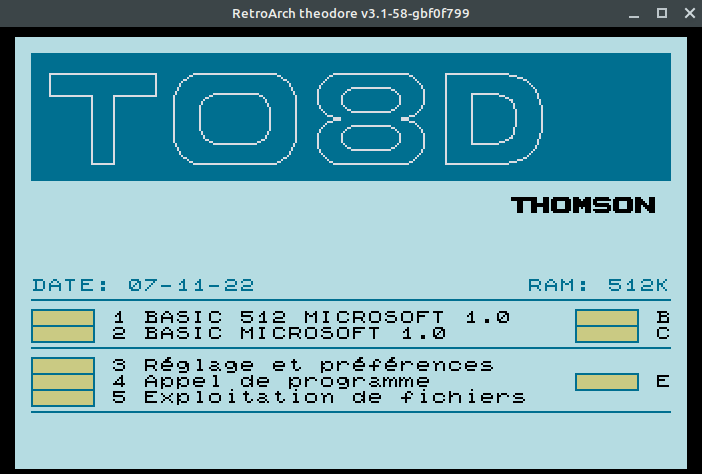 RetroArch theodore v3.1-58-gbf0f799
TO8D
THOMSON
DATE: 07-11-22 RAM: 512K
1 BASIC 512 MICROSOFT 1.0 B
2 BASIC MICROSOFT 1.0 C
3 Réglage et préférences
4 Appel de programme E
5 Exploitation de fichiers